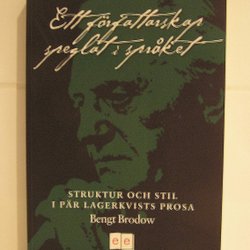 Ett författarskap
speglat i språket
STRUKTUR OCH STIL
I PÄR LAGERKVISTS PROSA
Bengt Brodow
e e